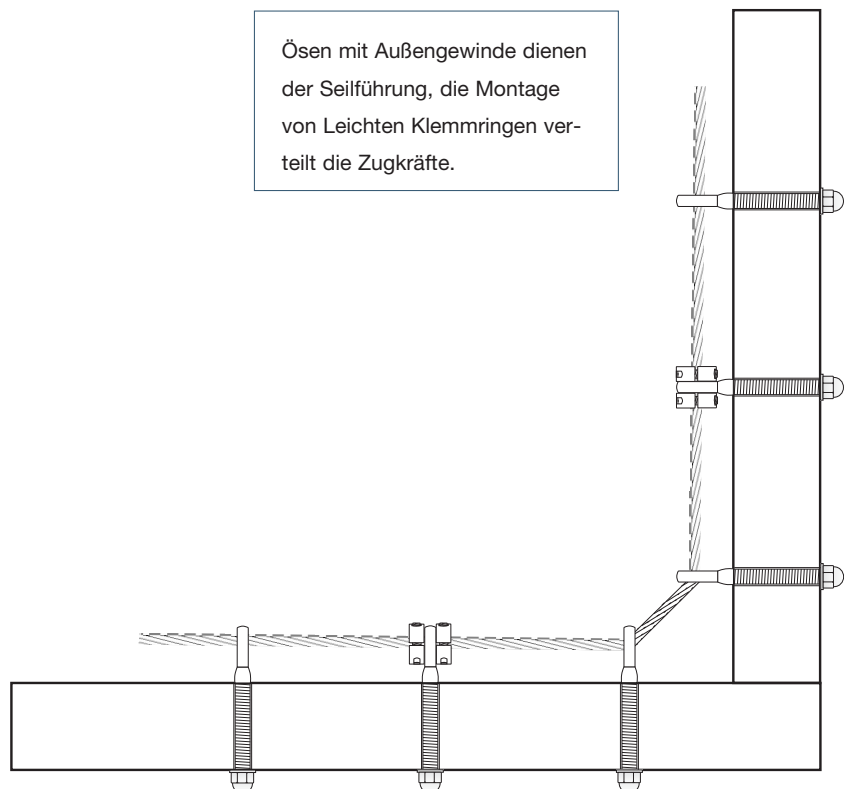 Ösen mit Außengewinde dienen
der Seilführung, die Montage
von Leichten Klemmringen ver-
teilt die Zugkräfte.